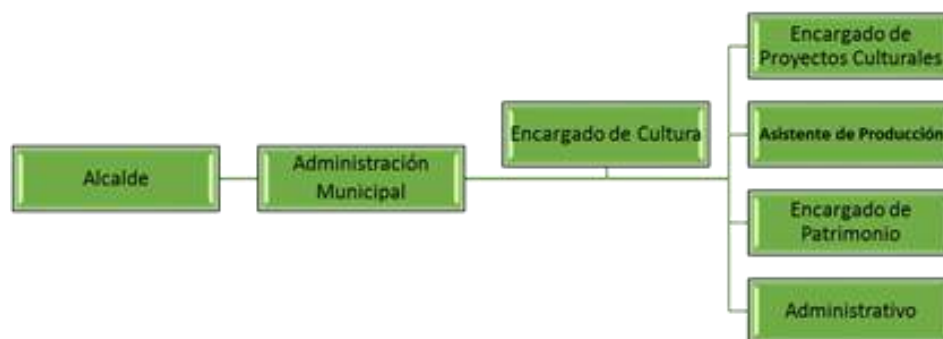 Alcalde
Administración
Municipal
Encargado de Cultura
Encargado de
Proyectos Culturales
Asistente de Producción
Encargado de
Patrimonio
Administrativo